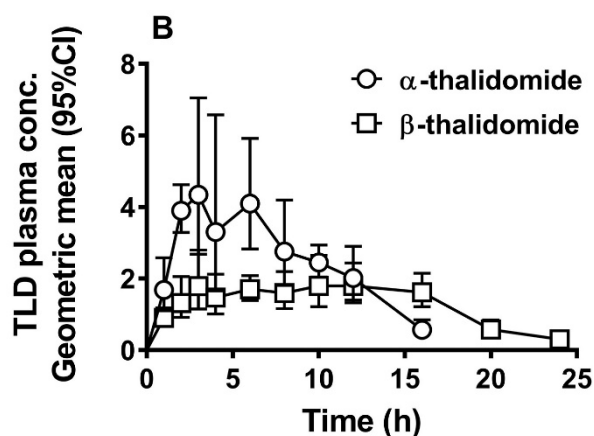 B
TLD plasma conc.
Geometric mean (95%CI)
8
6
4
2
0
α-thalidomide
β-thalidomide
0 5 10 15 20 25
Time (h)